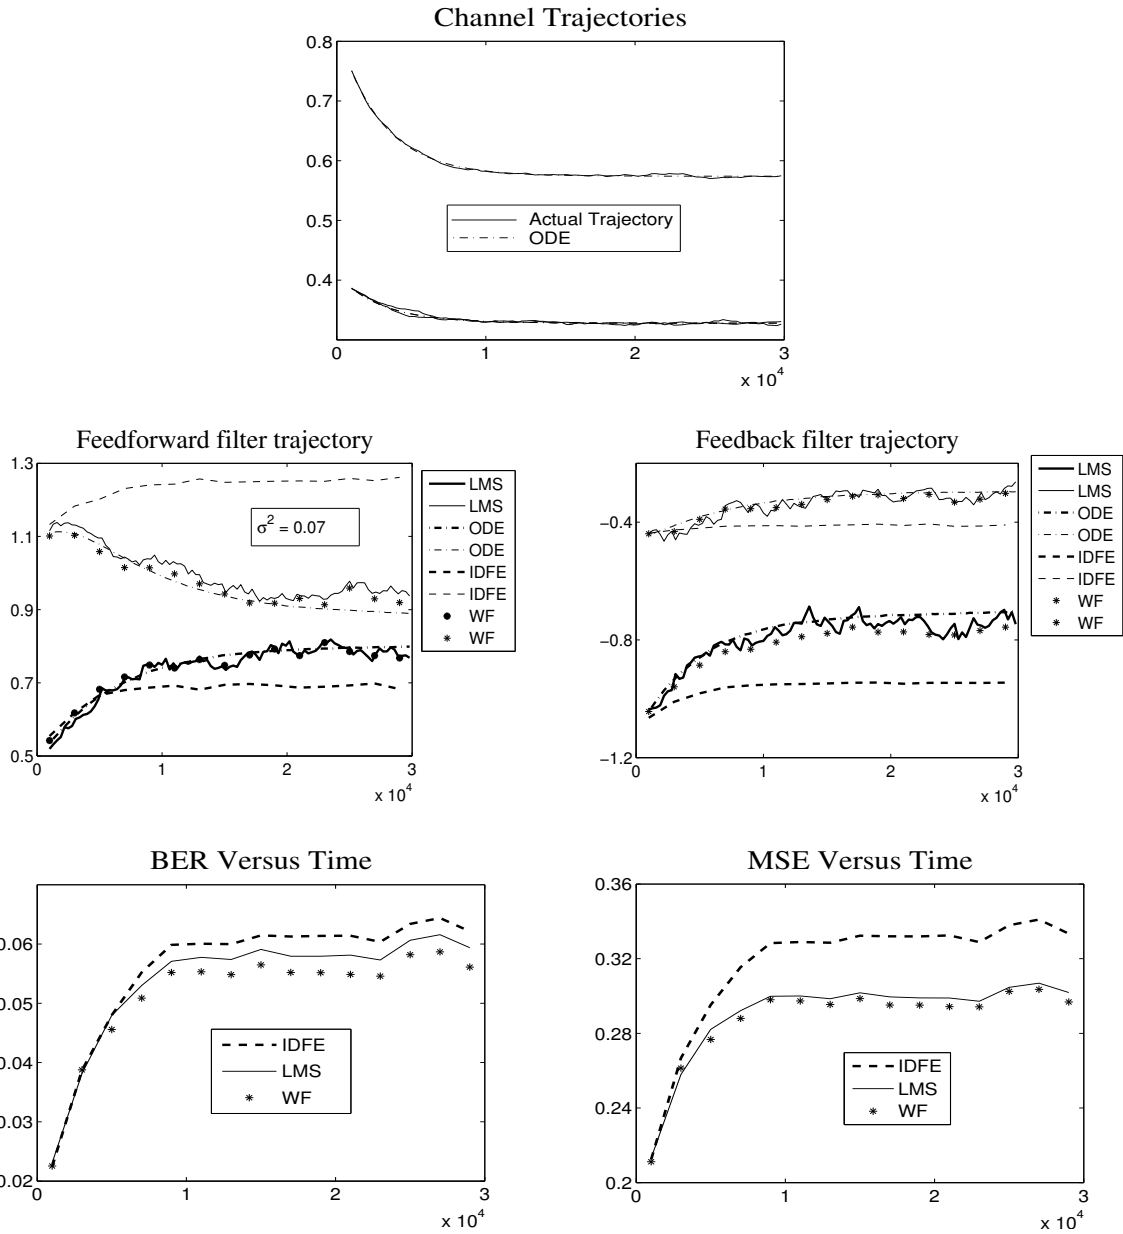 Channel Trajectories
0.8
0.7
0.6
0.5
0.4
Actual Trajectory
ODE
0 1 2 3
x 10^4
Feedforward filter trajectory
1.3
1.1
0.9
0.7
0.5
σ^2 = 0.07
LMS
LMS
ODE
ODE
IDFE
IDFE
WF
WF
0 1 2 3
x 10^4
Feedback filter trajectory
−0.4
−0.8
−1.2
LMS
LMS
ODE
ODE
IDFE
IDFE
WF
WF
0 1 2 3
x 10^4
BER Versus Time
0.06
0.05
0.04
0.03
0.02
IDFE
LMS
WF
0 1 2 3
x 10^4
MSE Versus Time
0.36
0.32
0.28
0.24
0.2
IDFE
LMS
WF
0 1 2 3
x 10^4